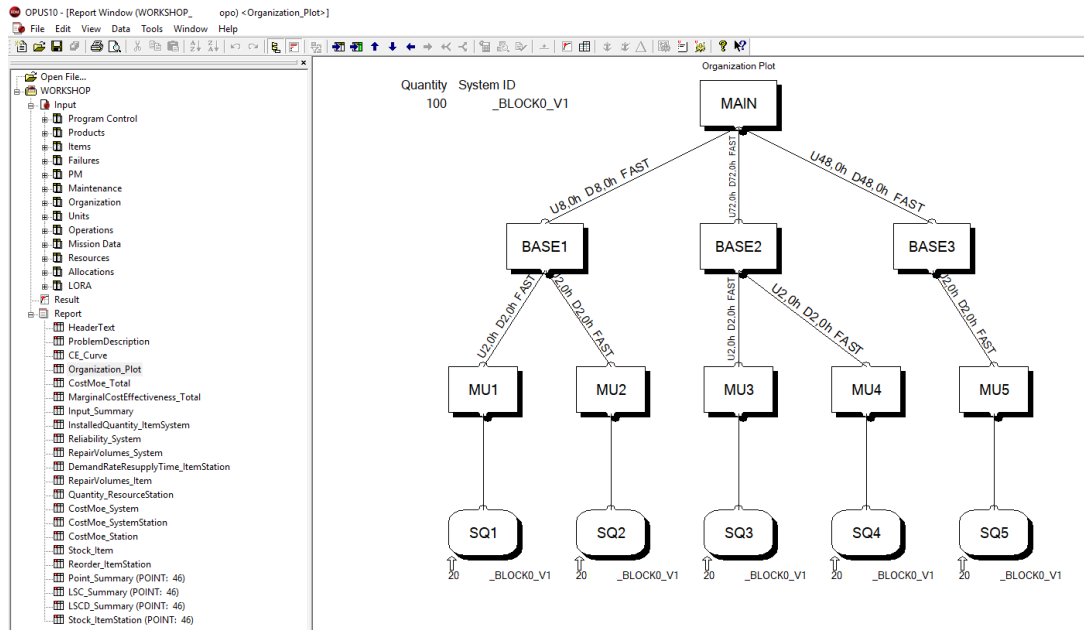 OPUS10 - [Report Window (WORKSHOP_ opo) <Organization_Plot>]
File Edit View Data Tools Window Help
Open File...
WORKSHOP
Input
Program Control
Products
Items
Failures
PM
Maintenance
Organization
Units
Operations
Mission Data
Resources
Allocations
LORA
Result
Report
HeaderText
ProblemDescription
CE_Curve
Organization_Plot
CostMoe_Total
MarginalCostEffectiveness_Total
Input_Summary
InstalledQuantity_ItemSystem
Reliability_System
RepairVolumes_System
DemandRateResupplyTime_ItemStation
RepairVolumes_Item
Quantity_ResourceStation
CostMoe_System
CostMoe_SystemStation
CostMoe_Station
Stock_Item
Reorder_ItemStation
Point_Summary (POINT: 46)
LSC_Summary (POINT: 46)
LSCD_Summary (POINT: 46)
Stock_ItemStation (POINT: 46)
Organization Plot
Quantity System ID
100 _BLOCK0_V1
MAIN
U8,0h D8,0h FAST
U72,0h D72,0h FAST
U48,0h D48,0h FAST
BASE1 BASE2 BASE3
U2,0h D2,0h FAST
U2,0h D2,0h FAST
U2,0h D2,0h FAST
U2,0h D2,0h FAST
U2,0h D2,0h FAST
MU1 MU2 MU3 MU4 MU5
SQ1 SQ2 SQ3 SQ4 SQ5
20 _BLOCK0_V1 20 _BLOCK0_V1 20 _BLOCK0_V1 20 _BLOCK0_V1 20 _BLOCK0_V1